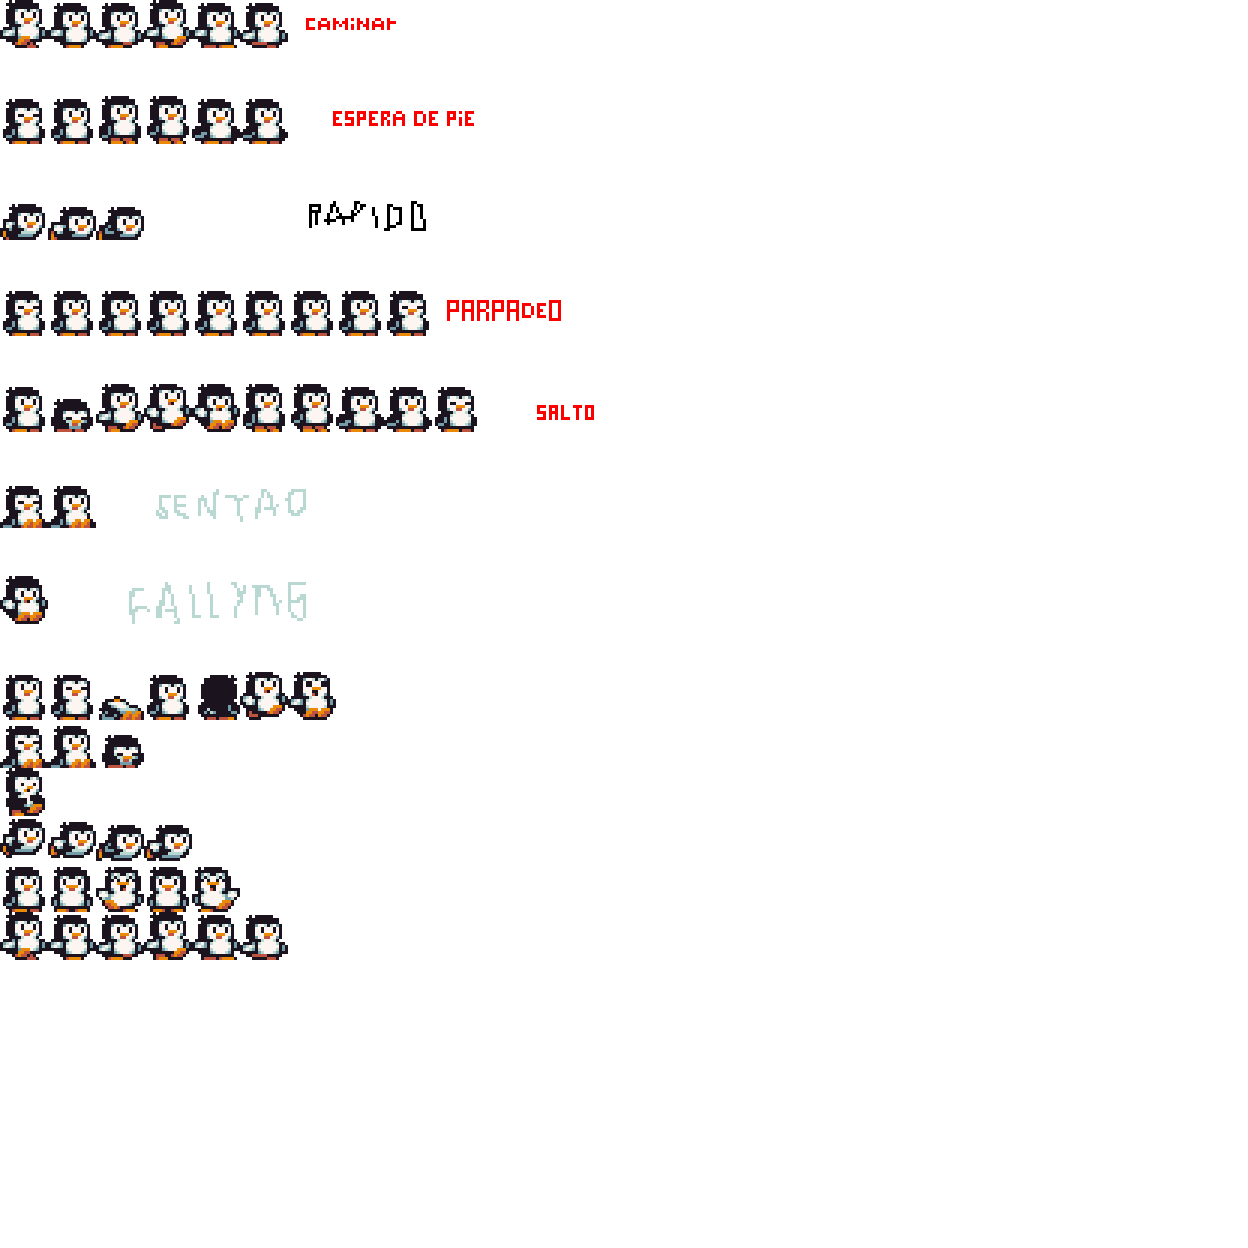 CAMiNAr
ESPERA DE PiE
RAPIDO
PARPADEO
SALTO
SENTAO
FALLYNG